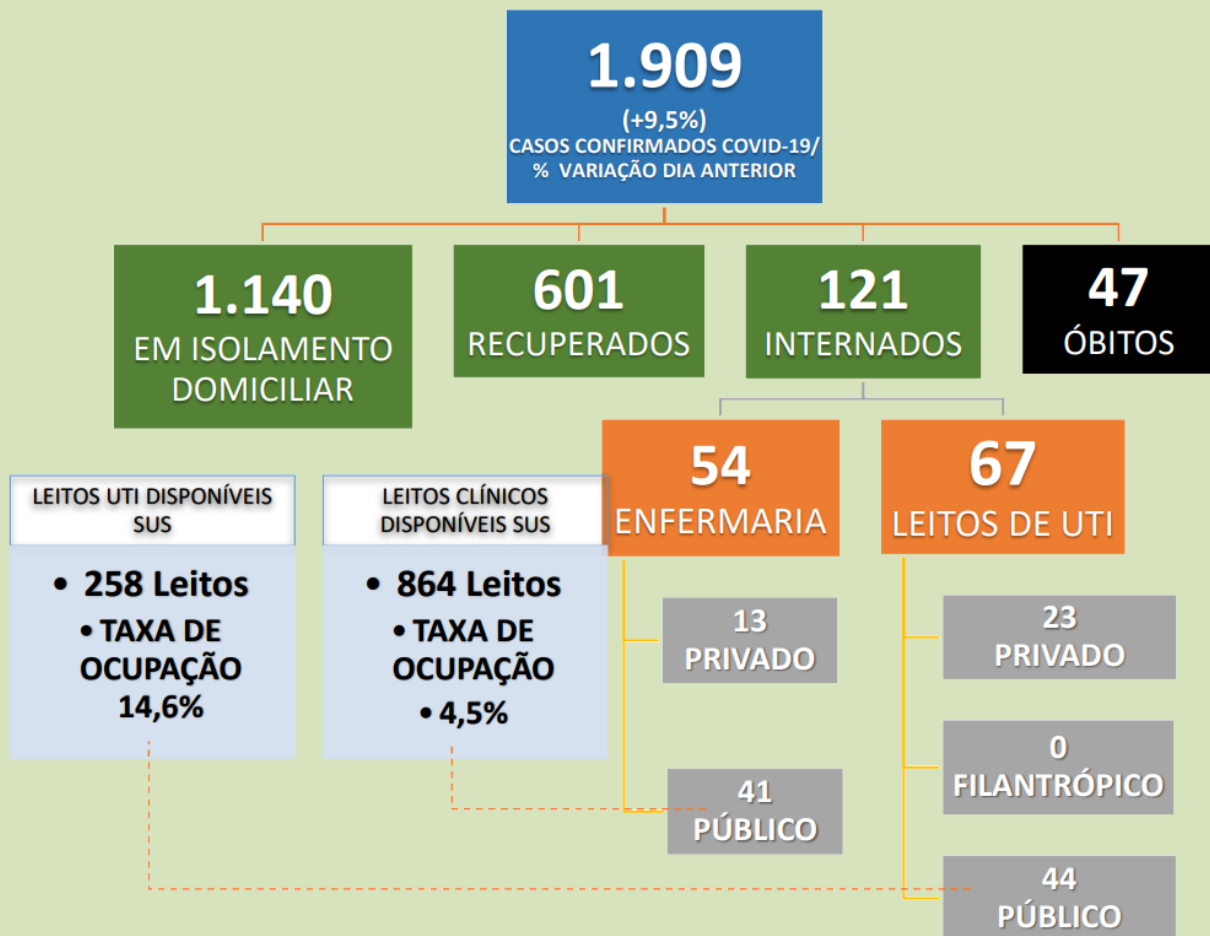 1.909
(+9,5%)
CASOS CONFIRMADOS COVID-19/
% VARIAÇÃO DIA ANTERIOR
1.140
EM ISOLAMENTO
DOMICILIAR
601
RECUPERADOS
121
INTERNADOS
47
ÓBITOS
54
ENFERMARIA
67
LEITOS DE UTI
LEITOS UTI DISPONÍVEIS
SUS
• 258 Leitos
• TAXA DE
OCUPAÇÃO
14,6%
LEITOS CLÍNICOS
DISPONÍVEIS SUS
• 864 Leitos
• TAXA DE
OCUPAÇÃO
• 4,5%
13
PRIVADO
41
PÚBLICO
23
PRIVADO
0
FILANTRÓPICO
44
PÚBLICO